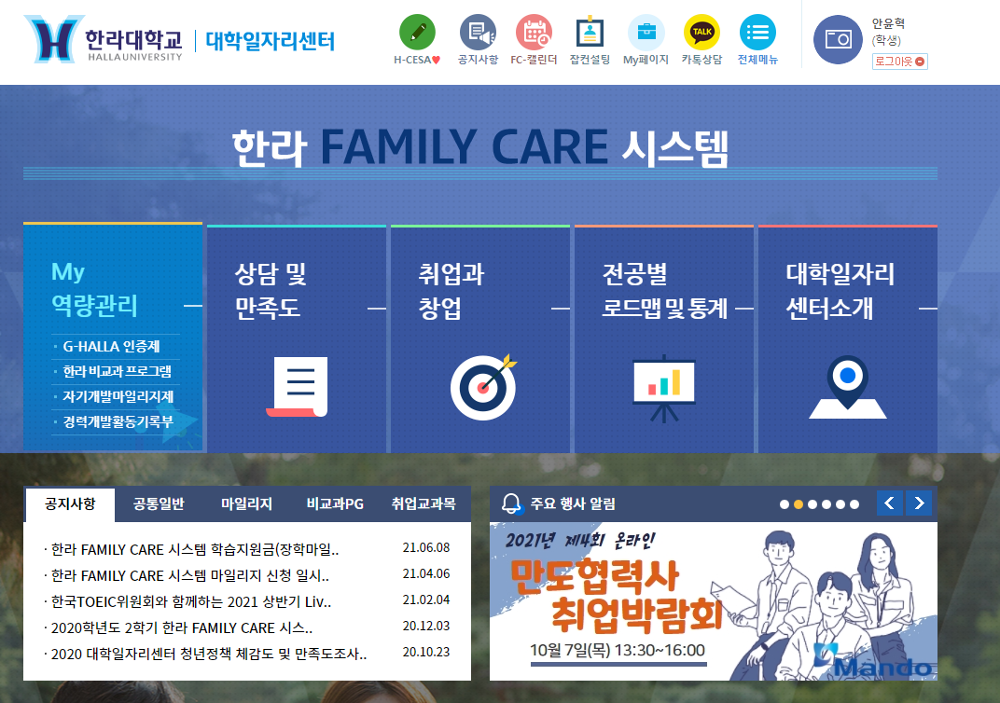 한라대학교
HALLA UNIVERSITY
대학일자리센터
H-CESA♥
공지사항
FC-캘린더
잡컨설팅
My페이지
TALK
카톡상담
전체메뉴
안윤혁
(학생)
로그아웃
한라 FAMILY CARE 시스템
My
역량관리
· G-HALLA 인증제
· 한라 비교과 프로그램
· 자기개발마일리지제
· 경력개발활동기록부
상담 및
만족도
취업과
창업
전공별
로드맵 및 통계
대학일자리
센터소개
공지사항 공통일반 마일리지 비교과PG 취업교과목
· 한라 FAMILY CARE 시스템 학습지원금(장학마일.. 21.06.08
· 한라 FAMILY CARE 시스템 마일리지 신청 일시.. 21.04.06
· 한국TOEIC위원회와 함께하는 2021 상반기 Liv.. 21.02.04
· 2020학년도 2학기 한라 FAMILY CARE 시스.. 20.12.03
· 2020 대학일자리센터 청년정책 체감도 및 만족도조사.. 20.10.23
주요 행사 알림
2021년 제4회 온라인
만도협력사
취업박람회
10월 7일(목) 13:30~16:00
Mando